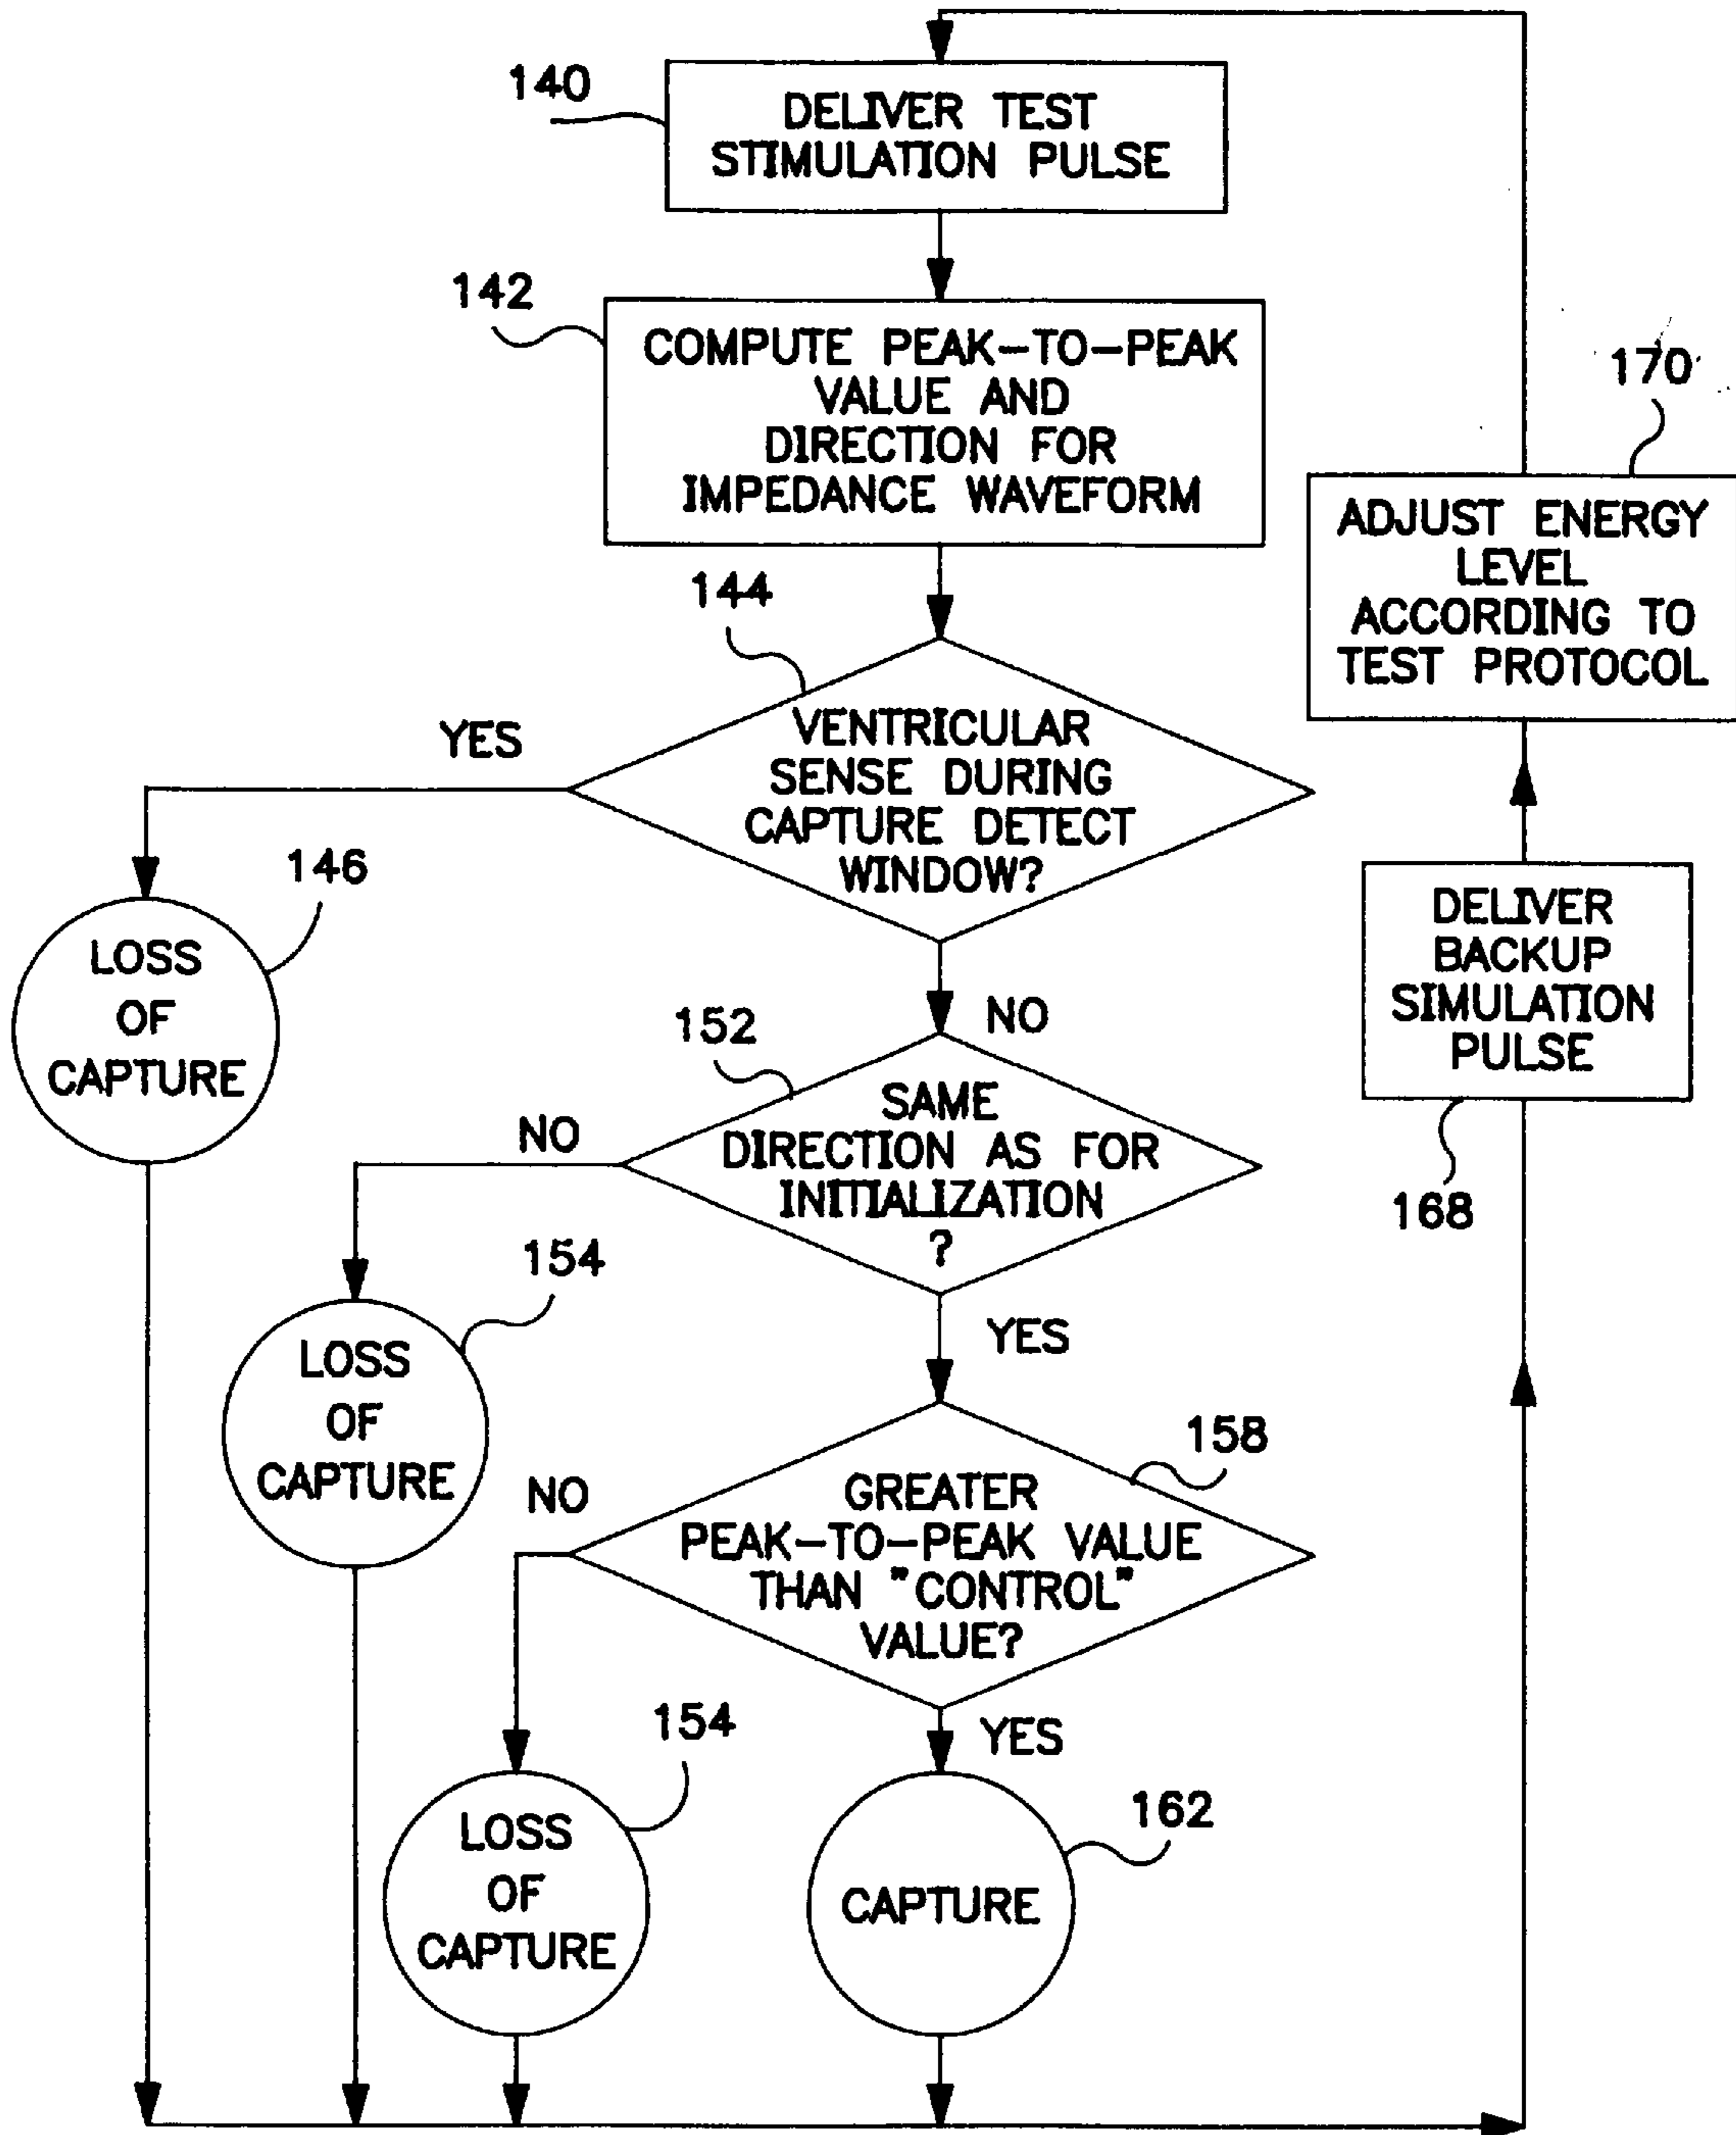 140
DELIVER TEST
STIMULATION PULSE
142
COMPUTE PEAK-TO-PEAK
VALUE AND
DIRECTION FOR
IMPEDANCE WAVEFORM
170
ADJUST ENERGY
LEVEL
ACCORDING TO
TEST PROTOCOL
144
YES
VENTRICULAR
SENSE DURING
CAPTURE DETECT
WINDOW?
NO
146
LOSS
OF
CAPTURE
DELIVER
BACKUP
SIMULATION
PULSE
168
152
NO
SAME
DIRECTION AS FOR
INITIALIZATION
?
YES
154
LOSS
OF
CAPTURE
158
NO
GREATER
PEAK-TO-PEAK VALUE
THAN "CONTROL"
VALUE?
YES
154
LOSS
OF
CAPTURE
162
CAPTURE